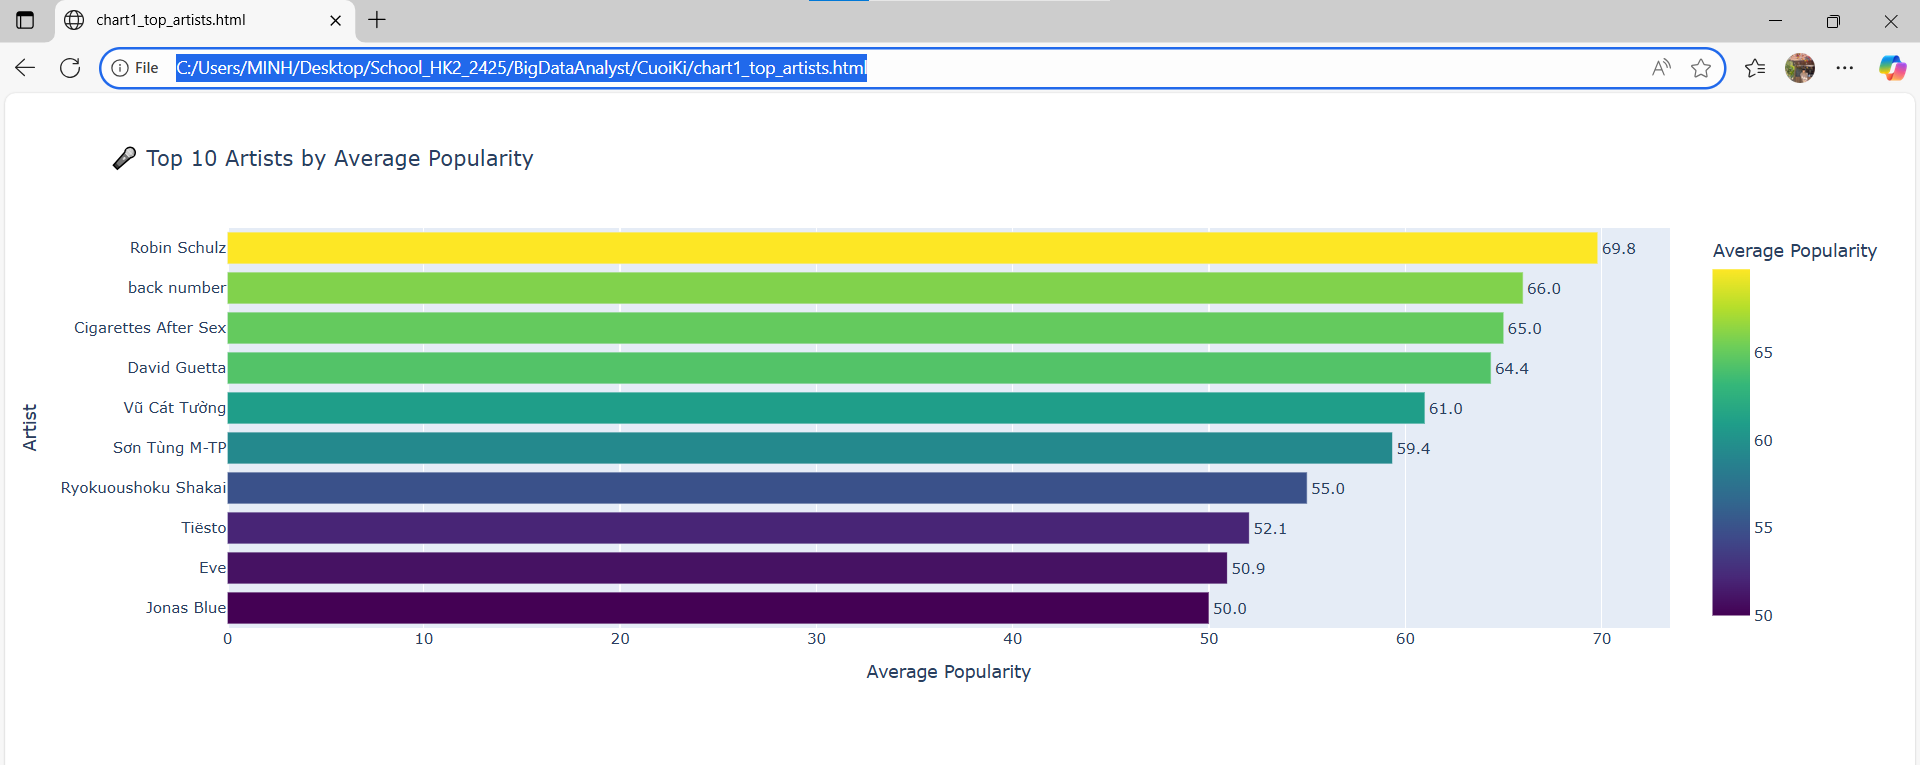 chart1_top_artists.html
File C:/Users/MINH/Desktop/School_HK2_2425/BigDataAnalyst/CuoiKi/chart1_top_artists.html
🎤 Top 10 Artists by Average Popularity
Artist
Robin Schulz 69.8
back number 66.0
Cigarettes After Sex 65.0
David Guetta 64.4
Vũ Cát Tường 61.0
Sơn Tùng M-TP 59.4
Ryokuoushoku Shakai 55.0
Tiësto 52.1
Eve 50.9
Jonas Blue 50.0
0 10 20 30 40 50 60 70
Average Popularity
Average Popularity
65
60
55
50